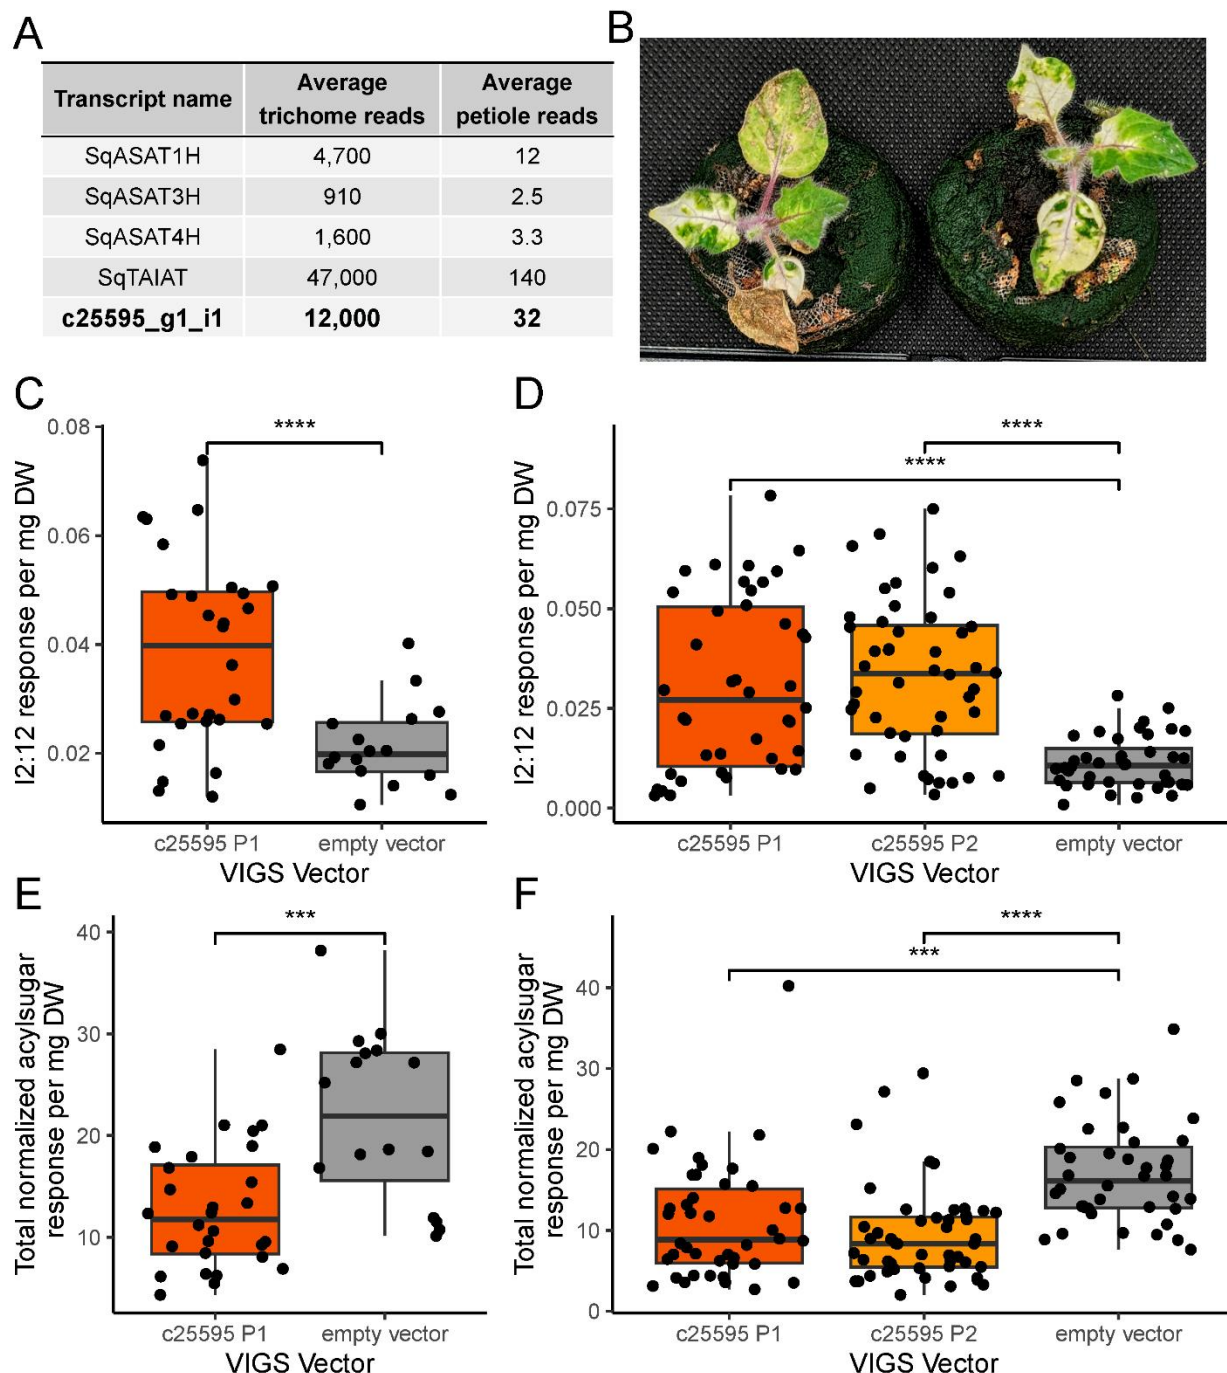 A
Transcript name Average trichome reads Average petiole reads
SqASAT1H 4,700 12
SqASAT3H 910 2.5
SqASAT4H 1,600 3.3
SqTAIAT 47,000 140
c25595_g1_i1 12,000 32
B
C
I2:12 response per mg DW
0.08
0.06
0.04
0.02
****
c25595 P1 empty vector
VIGS Vector
D
I2:12 response per mg DW
0.075
0.050
0.025
0.000
****
****
c25595 P1 c25595 P2 empty vector
VIGS Vector
E
Total normalized acylsugar
response per mg DW
40
30
20
10
***
c25595 P1 empty vector
VIGS Vector
F
Total normalized acylsugar
response per mg DW
40
30
20
10
0
****
***
c25595 P1 c25595 P2 empty vector
VIGS Vector